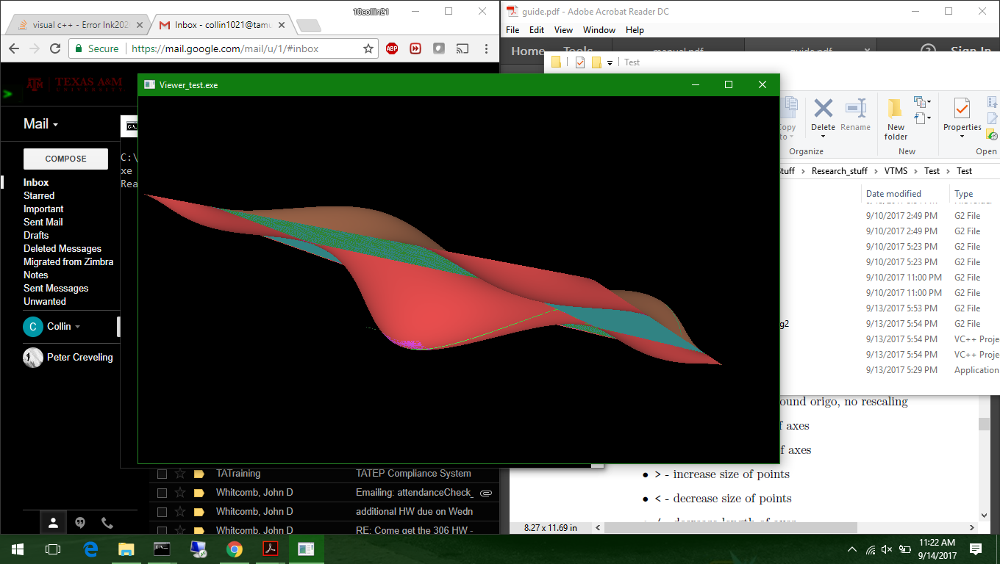 10collin21
visual c++ - Error lnk202
Inbox - collin1021@tamu
Secure
https://mail.google.com/mail/u/1/#inbox
ABP
TEXAS A&M
UNIVERSITY
Mail
COMPOSE
Inbox
Starred
Important
Sent Mail
Drafts
Deleted Messages
Migrated from Zimbra
Notes
Sent Messages
Unwanted
C
Collin
Peter Creveling
C:\
xe
Rea
Viewer_test.exe
TATraining
TATEP Compliance System
Whitcomb, John D
Emailing: attendanceCheck_
Whitcomb, John D
additional HW due on Wedn
Whitcomb, John D
RE: Come get the 306 HW -
guide.pdf - Adobe Acrobat Reader DC
File Edit View Window Help
Home Tools manual.pdf guide.pdf Sign In
Test
opy
to
Delete
Rename
Organize
New
folder
New
Properties
Open
Stuff > Research_stuff > VTMS > Test > Test
Date modified Type
9/10/2017 2:49 PM G2 File
9/10/2017 2:49 PM G2 File
9/10/2017 5:23 PM G2 File
9/10/2017 5:23 PM G2 File
9/10/2017 11:00 PM G2 File
9/10/2017 11:00 PM G2 File
9/13/2017 5:53 PM G2 File
g2 9/13/2017 5:54 PM G2 File
9/13/2017 5:54 PM VC++ Proje
9/13/2017 5:54 PM VC++ Proje
9/13/2017 5:29 PM Application
ound origo, no rescaling
f axes
of axes
• > - increase size of points
• < - decrease size of points
8.27 x 11.69 in
11:22 AM
9/14/2017